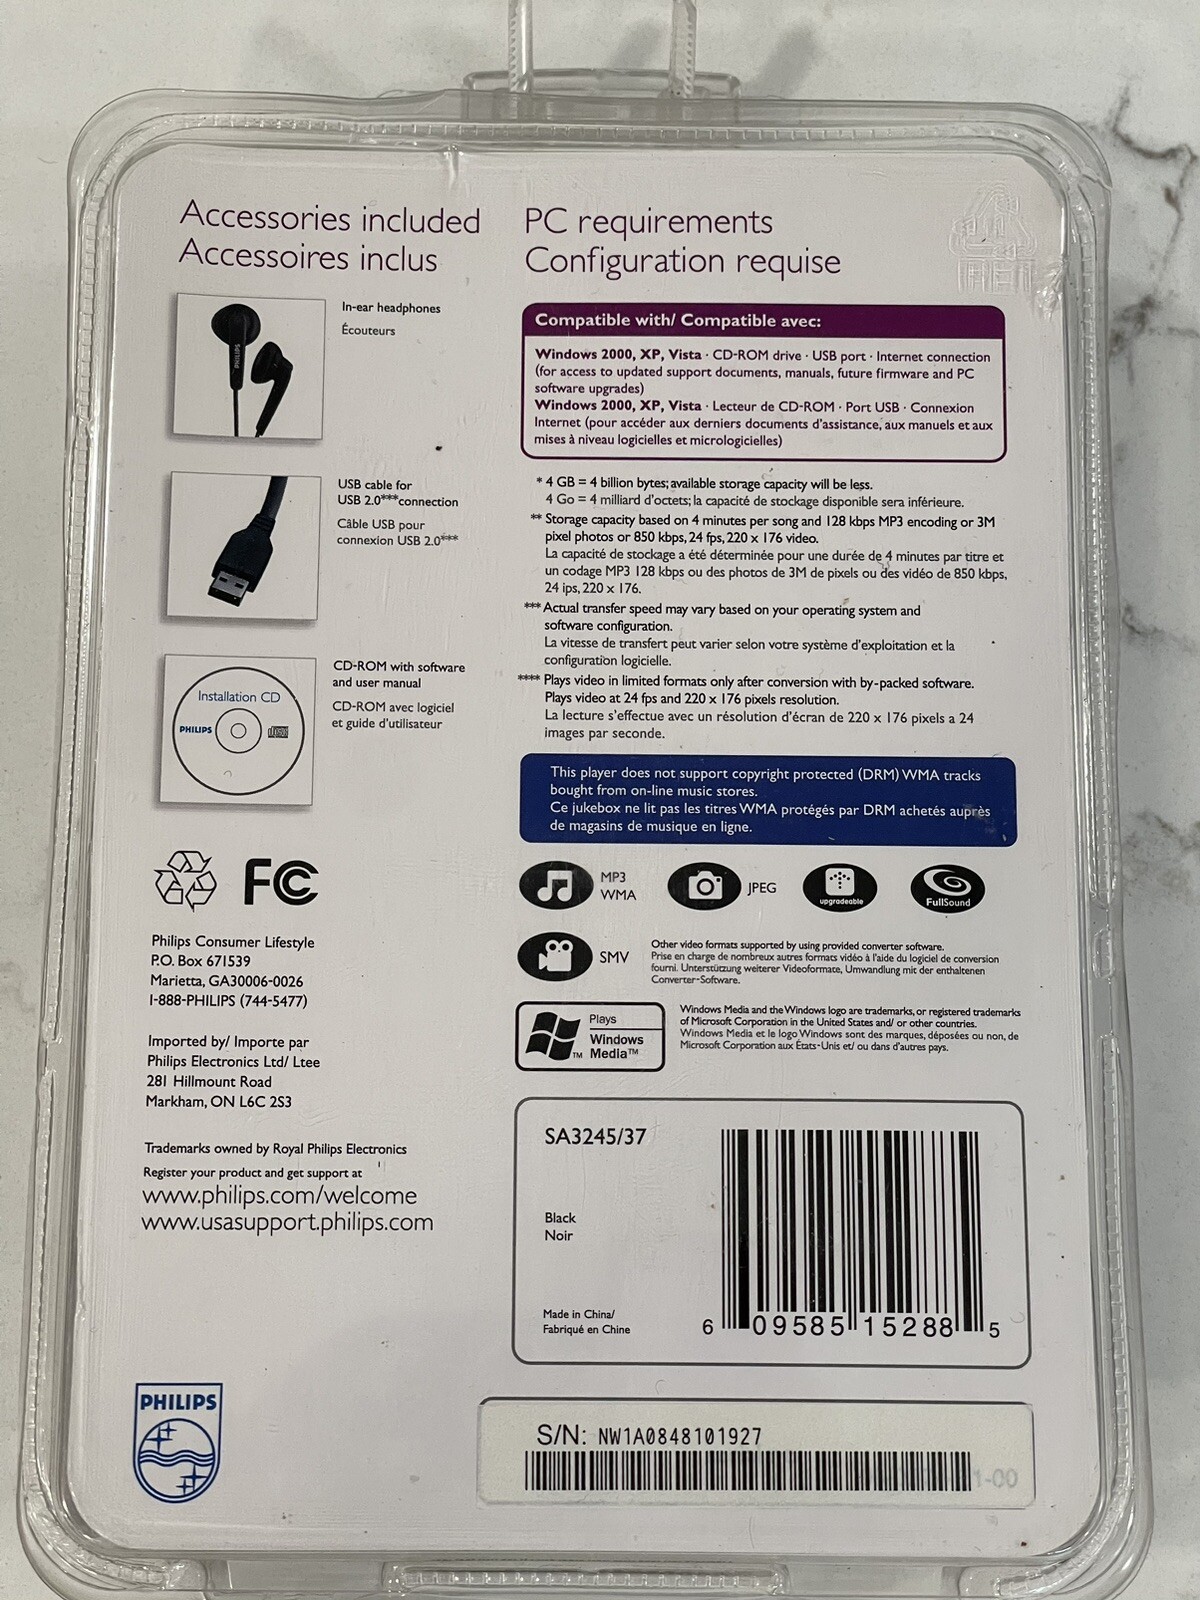 Accessories included
Accessoires inclus
PHILIPS
In-ear headphones
Écouteurs
USB cable for
USB 2.0***connection
Câble USB pour
connexion USB 2.0***
Installation CD
PHILIPS
CD-ROM with software
and user manual
CD-ROM avec logiciel
et guide d'utilisateur
FC
Philips Consumer Lifestyle
P.O. Box 671539
Marietta, GA30006-0026
1-888-PHILIPS (744-5477)
Imported by/ Importe par
Philips Electronics Ltd/ Ltee
281 Hillmount Road
Markham, ON L6C 2S3
Trademarks owned by Royal Philips Electronics
Register your product and get support at
www.philips.com/welcome
www.usasupport.philips.com
PHILIPS
PC requirements
Configuration requise
Compatible with/ Compatible avec:
Windows 2000, XP, Vista · CD-ROM drive · USB port · Internet connection
(for access to updated support documents, manuals, future firmware and PC
software upgrades)
Windows 2000, XP, Vista · Lecteur de CD-ROM · Port USB · Connexion
Internet (pour accéder aux derniers documents d'assistance, aux manuels et aux
mises à niveau logicielles et micrologicielles)
* 4 GB = 4 billion bytes; available storage capacity will be less.
4 Go = 4 milliard d'octets; la capacité de stockage disponible sera inférieure.
** Storage capacity based on 4 minutes per song and 128 kbps MP3 encoding or 3M
pixel photos or 850 kbps, 24 fps, 220 x 176 video.
La capacité de stockage a été déterminée pour une durée de 4 minutes par titre et
un codage MP3 128 kbps ou des photos de 3M de pixels ou des vidéo de 850 kbps,
24 ips, 220 x 176.
*** Actual transfer speed may vary based on your operating system and
software configuration.
La vitesse de transfert peut varier selon votre système d'exploitation et la
configuration logicielle.
**** Plays video in limited formats only after conversion with by-packed software.
Plays video at 24 fps and 220 x 176 pixels resolution.
La lecture s'effectue avec un résolution d'écran de 220 x 176 pixels a 24
images par seconde.
This player does not support copyright protected (DRM) WMA tracks
bought from on-line music stores.
Ce jukebox ne lit pas les titres WMA protégés par DRM achetés auprès
de magasins de musique en ligne.
MP3
WMA
JPEG
upgradeable
FullSound
SMV
Other video formats supported by using provided converter software.
Prise en charge de nombreux autres formats vidéo à l'aide du logiciel de conversion
fourni. Unterstützung weiterer Videoformate, Umwandlung mit der enthaltenen
Converter-Software.
Plays
Windows
Media™
TM
Windows Media and the Windows logo are trademarks, or registered trademarks
of Microsoft Corporation in the United States and/ or other countries.
Windows Media et le logo Windows sont des marques, déposées ou non, de
Microsoft Corporation aux États-Unis et/ ou dans d'autres pays.
SA3245/37
Black
Noir
Made in China/
Fabriqué en Chine
6 09585 15288 5
S/N: NW1A0848101927